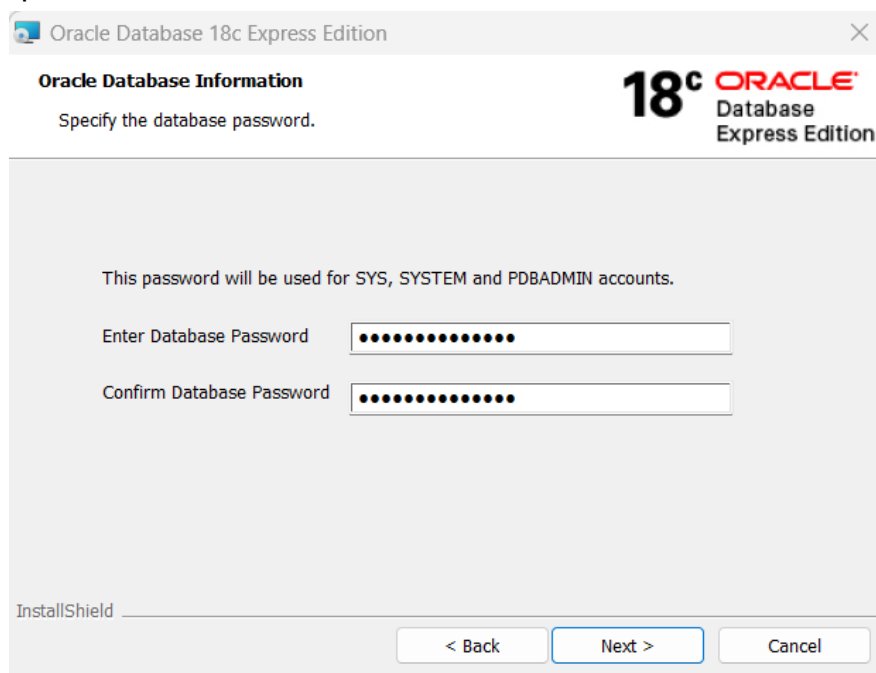 Oracle Database 18c Express Edition
Oracle Database Information
Specify the database password.
18c ORACLE
Database
Express Edition
This password will be used for SYS, SYSTEM and PDBADMIN accounts.
Enter Database Password ••••••••••••••
Confirm Database Password ••••••••••••••
InstallShield
< Back Next > Cancel